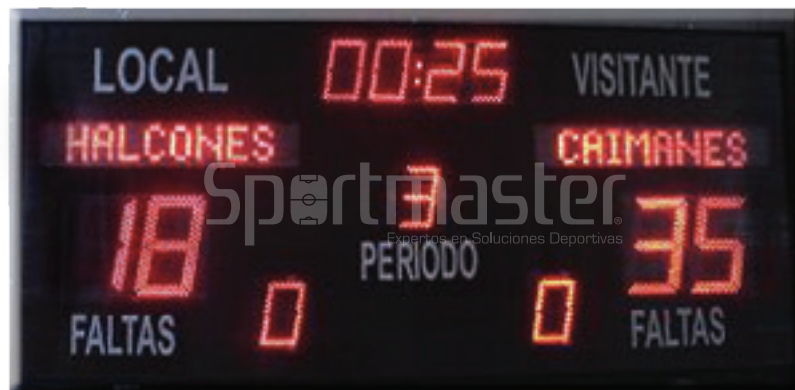 LOCAL 00:25 VISITANTE
HALCONES CAIMANES
Sportmaster®
3
Expertos en Soluciones Deportivas
18 PERIODO 35
0 0
FALTAS FALTAS